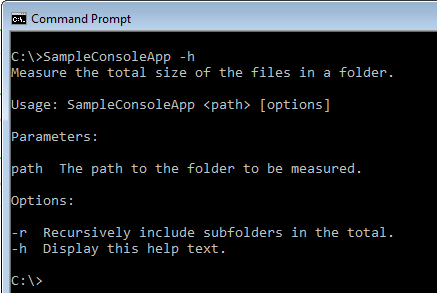 Command Prompt
C:\>SampleConsoleApp -h
Measure the total size of the files in a folder.
Usage: SampleConsoleApp <path> [options]
Parameters:
path  The path to the folder to be measured.
Options:
-r  Recursively include subfolders in the total.
-h  Display this help text.
C:\>